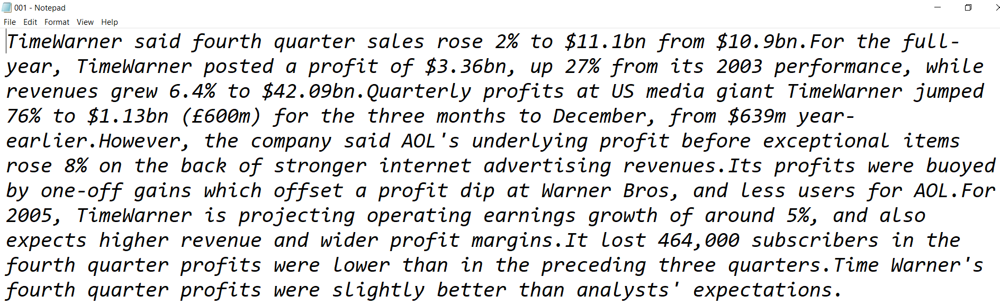 001 - Notepad
File Edit Format View Help
TimeWarner said fourth quarter sales rose 2% to $11.1bn from $10.9bn.For the full-
year, TimeWarner posted a profit of $3.36bn, up 27% from its 2003 performance, while
revenues grew 6.4% to $42.09bn.Quarterly profits at US media giant TimeWarner jumped
76% to $1.13bn (£600m) for the three months to December, from $639m year-
earlier.However, the company said AOL's underlying profit before exceptional items
rose 8% on the back of stronger internet advertising revenues.Its profits were buoyed
by one-off gains which offset a profit dip at Warner Bros, and less users for AOL.For
2005, TimeWarner is projecting operating earnings growth of around 5%, and also
expects higher revenue and wider profit margins.It lost 464,000 subscribers in the
fourth quarter profits were lower than in the preceding three quarters.Time Warner's
fourth quarter profits were slightly better than analysts' expectations.